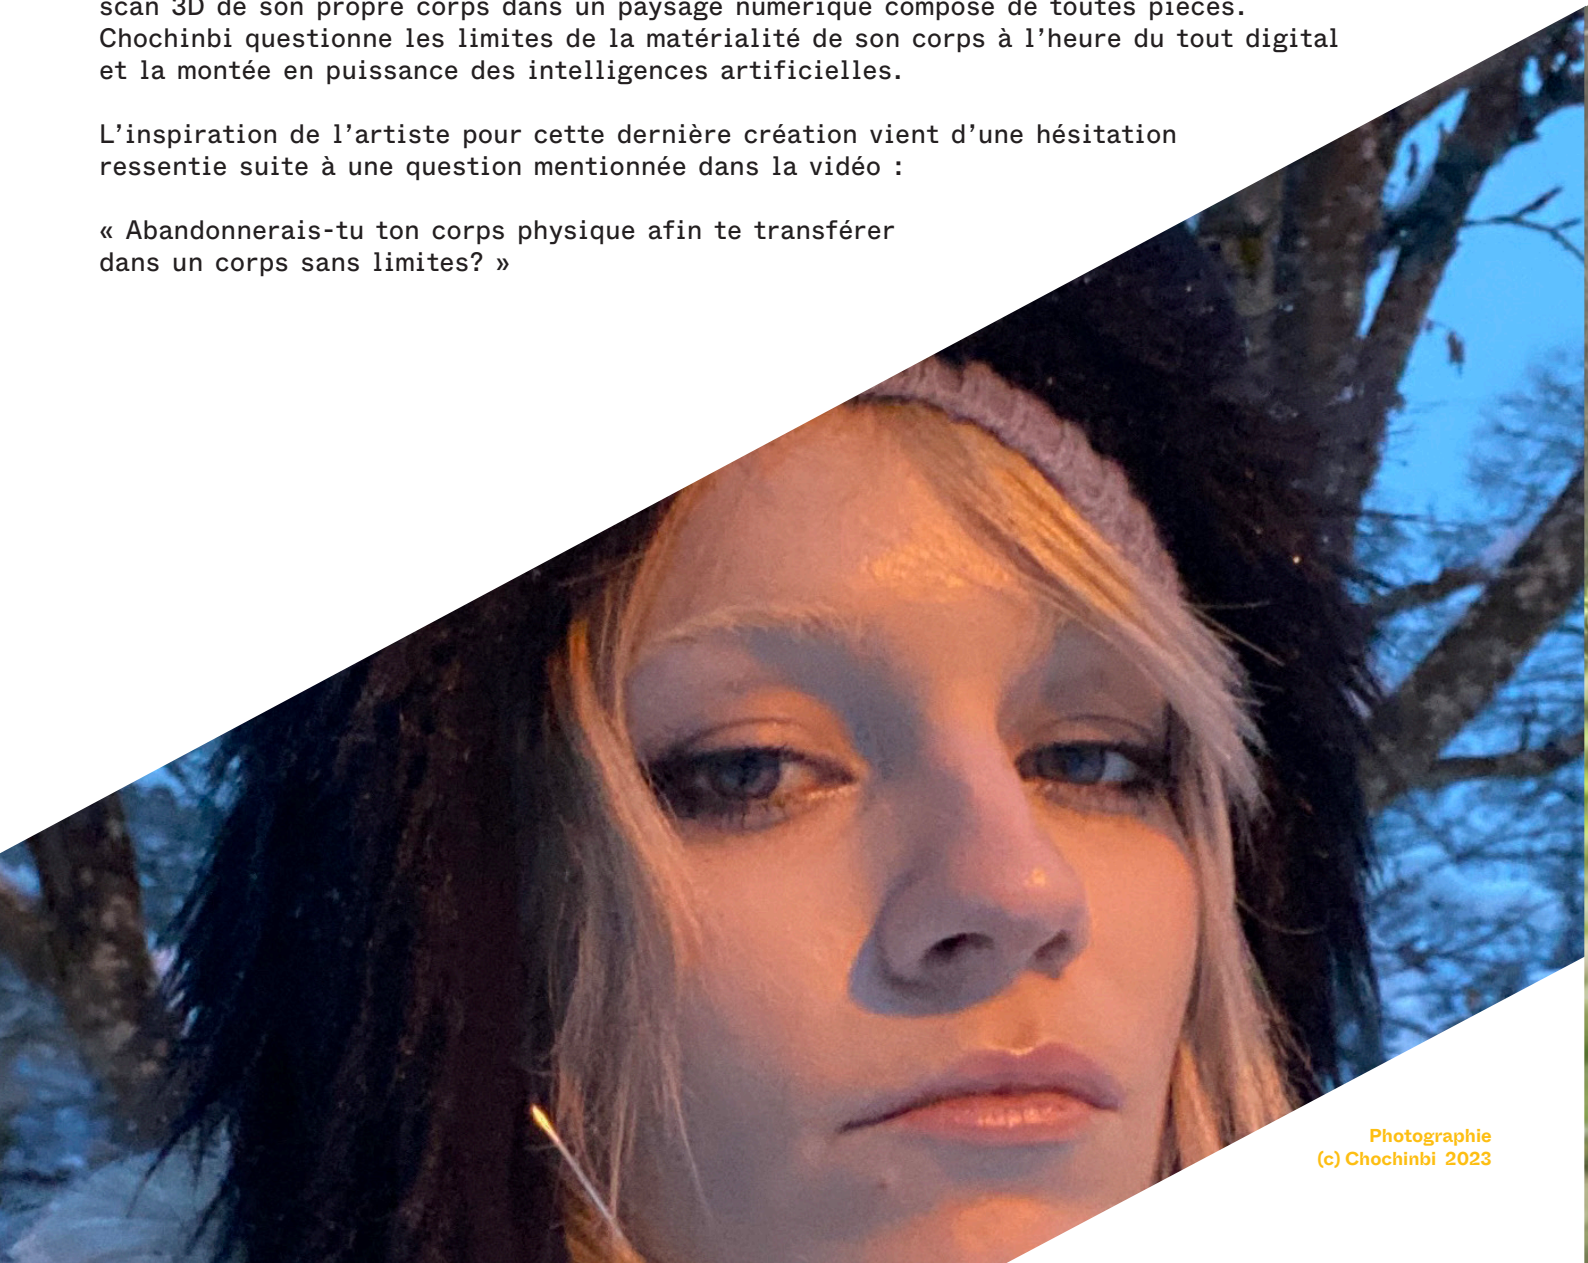 scan 3D de son propre corps dans un paysage numérique composé de toutes pièces.
Chochinbi questionne les limites de la matérialité de son corps à l’heure du tout digital
et la montée en puissance des intelligences artificielles.
L’inspiration de l’artiste pour cette dernière création vient d’une hésitation
ressentie suite à une question mentionnée dans la vidéo :
« Abandonnerais-tu ton corps physique afin te transférer
dans un corps sans limites? »
Photographie
(c) Chochinbi 2023